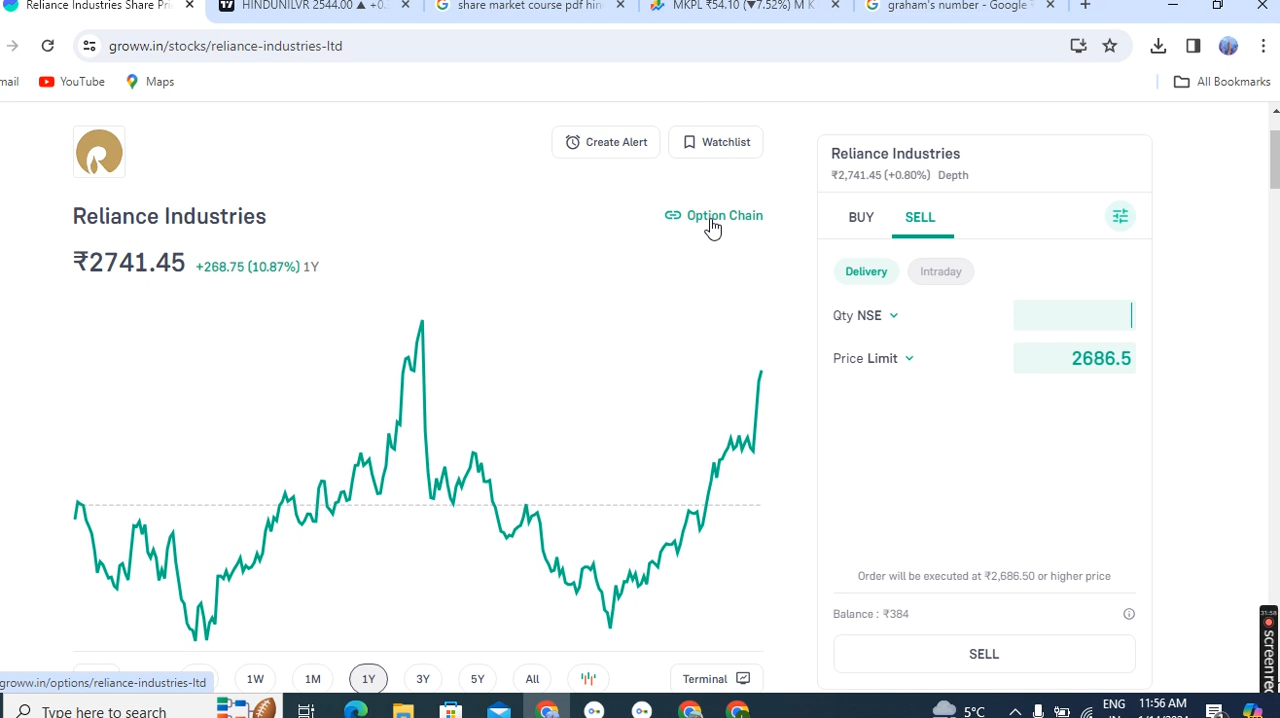 Reliance Industries Share Pri
HINDUNILVR 2544.00 ▲ +0.
share market course pdf hin
MKPL ₹54.10 (▼7.52%) M K
graham's number - Google
groww.in/stocks/reliance-industries-ltd
mail
YouTube
Maps
All Bookmarks
Create Alert
Watchlist
Reliance Industries
Option Chain
₹2741.45 +268.75 (10.87%) 1Y
Reliance Industries
₹2,741.45 (+0.80%) Depth
BUY
SELL
Delivery
Intraday
Qty NSE
Price Limit 2686.5
Order will be executed at ₹2,686.50 or higher price
Balance : ₹384
SELL
1W
1M
1Y
3Y
5Y
All
Terminal
groww.in/options/reliance-industries-ltd
31:58
screen rec
Type here to search
5°C
ENG
11:56 AM